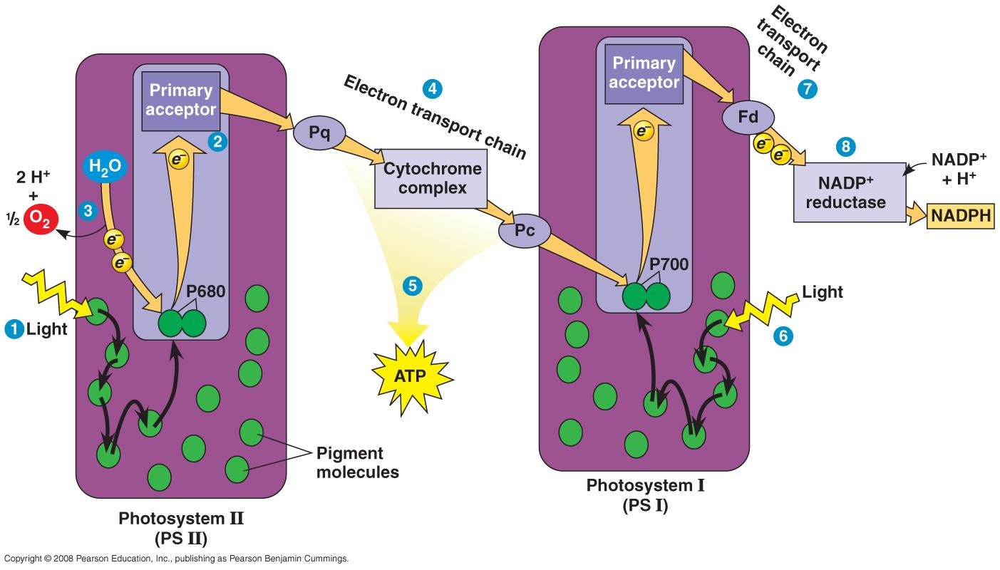 Electron
transport
chain
7
Primary
acceptor
2
e⁻
H₂O
2 H⁺
+
½ O₂
3
e⁻
e⁻
P680
1 Light
Photosystem II
(PS II)
Pigment
molecules
4
Electron transport chain
Pq
Cytochrome
complex
Pc
5
ATP
Primary
acceptor
e⁻
P700
Light
6
Photosystem I
(PS I)
Fd
e⁻
e⁻
8
NADP⁺
reductase
NADP⁺
+ H⁺
NADPH
Copyright © 2008 Pearson Education, Inc., publishing as Pearson Benjamin Cummings.